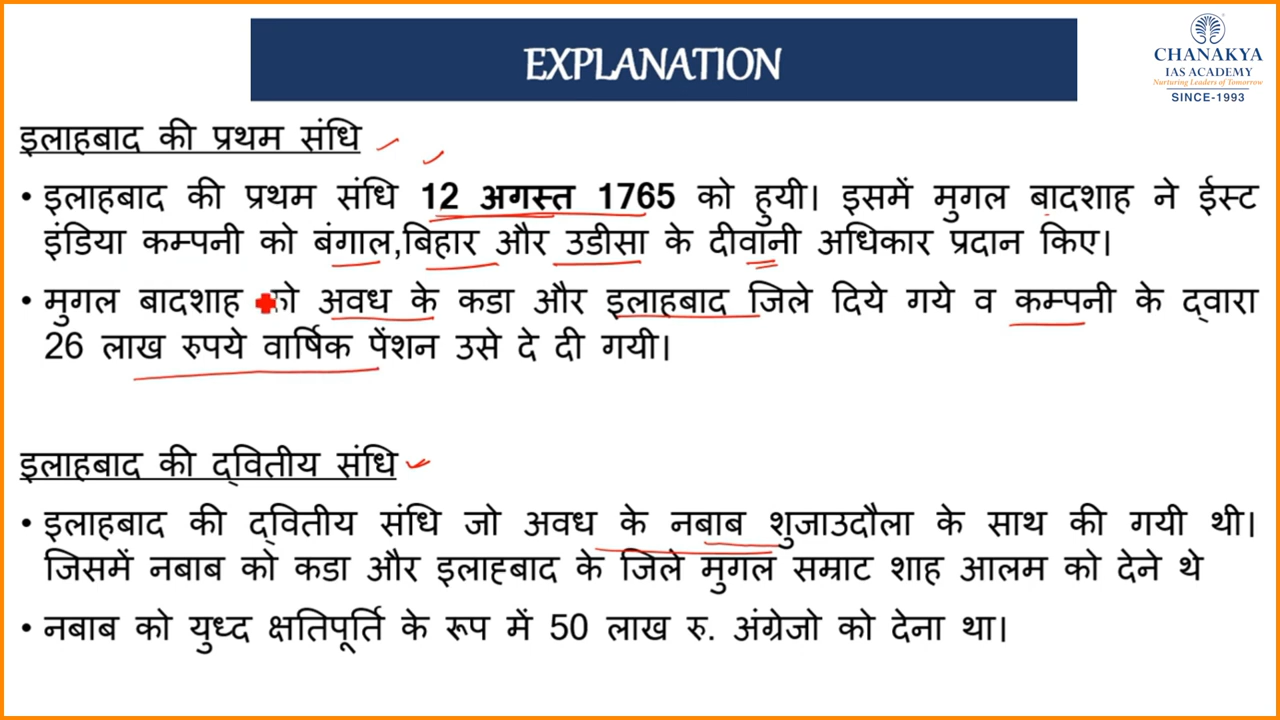 EXPLANATION
CHANAKYA
IAS ACADEMY
Nurturing Leaders of Tomorrow
SINCE-1993
इलाहबाद की प्रथम संधि
• इलाहबाद की प्रथम संधि 12 अगस्त 1765 को हुयी। इसमें मुगल बादशाह ने ईस्ट
इंडिया कम्पनी को बंगाल,बिहार और उडीसा के दीवानी अधिकार प्रदान किए।
• मुगल बादशाह को अवध के कडा और इलाहबाद जिले दिये गये व कम्पनी के द्वारा
26 लाख रुपये वार्षिक पेंशन उसे दे दी गयी।
इलाहबाद की द्वितीय संधि
• इलाहबाद की द्वितीय संधि जो अवध के नबाब शुजाउदौला के साथ की गयी थी।
जिसमें नबाब को कडा और इलाह्बाद के जिले मुगल सम्राट शाह आलम को देने थे
• नबाब को युध्द क्षतिपूर्ति के रूप में 50 लाख रु. अंग्रेजो को देना था।